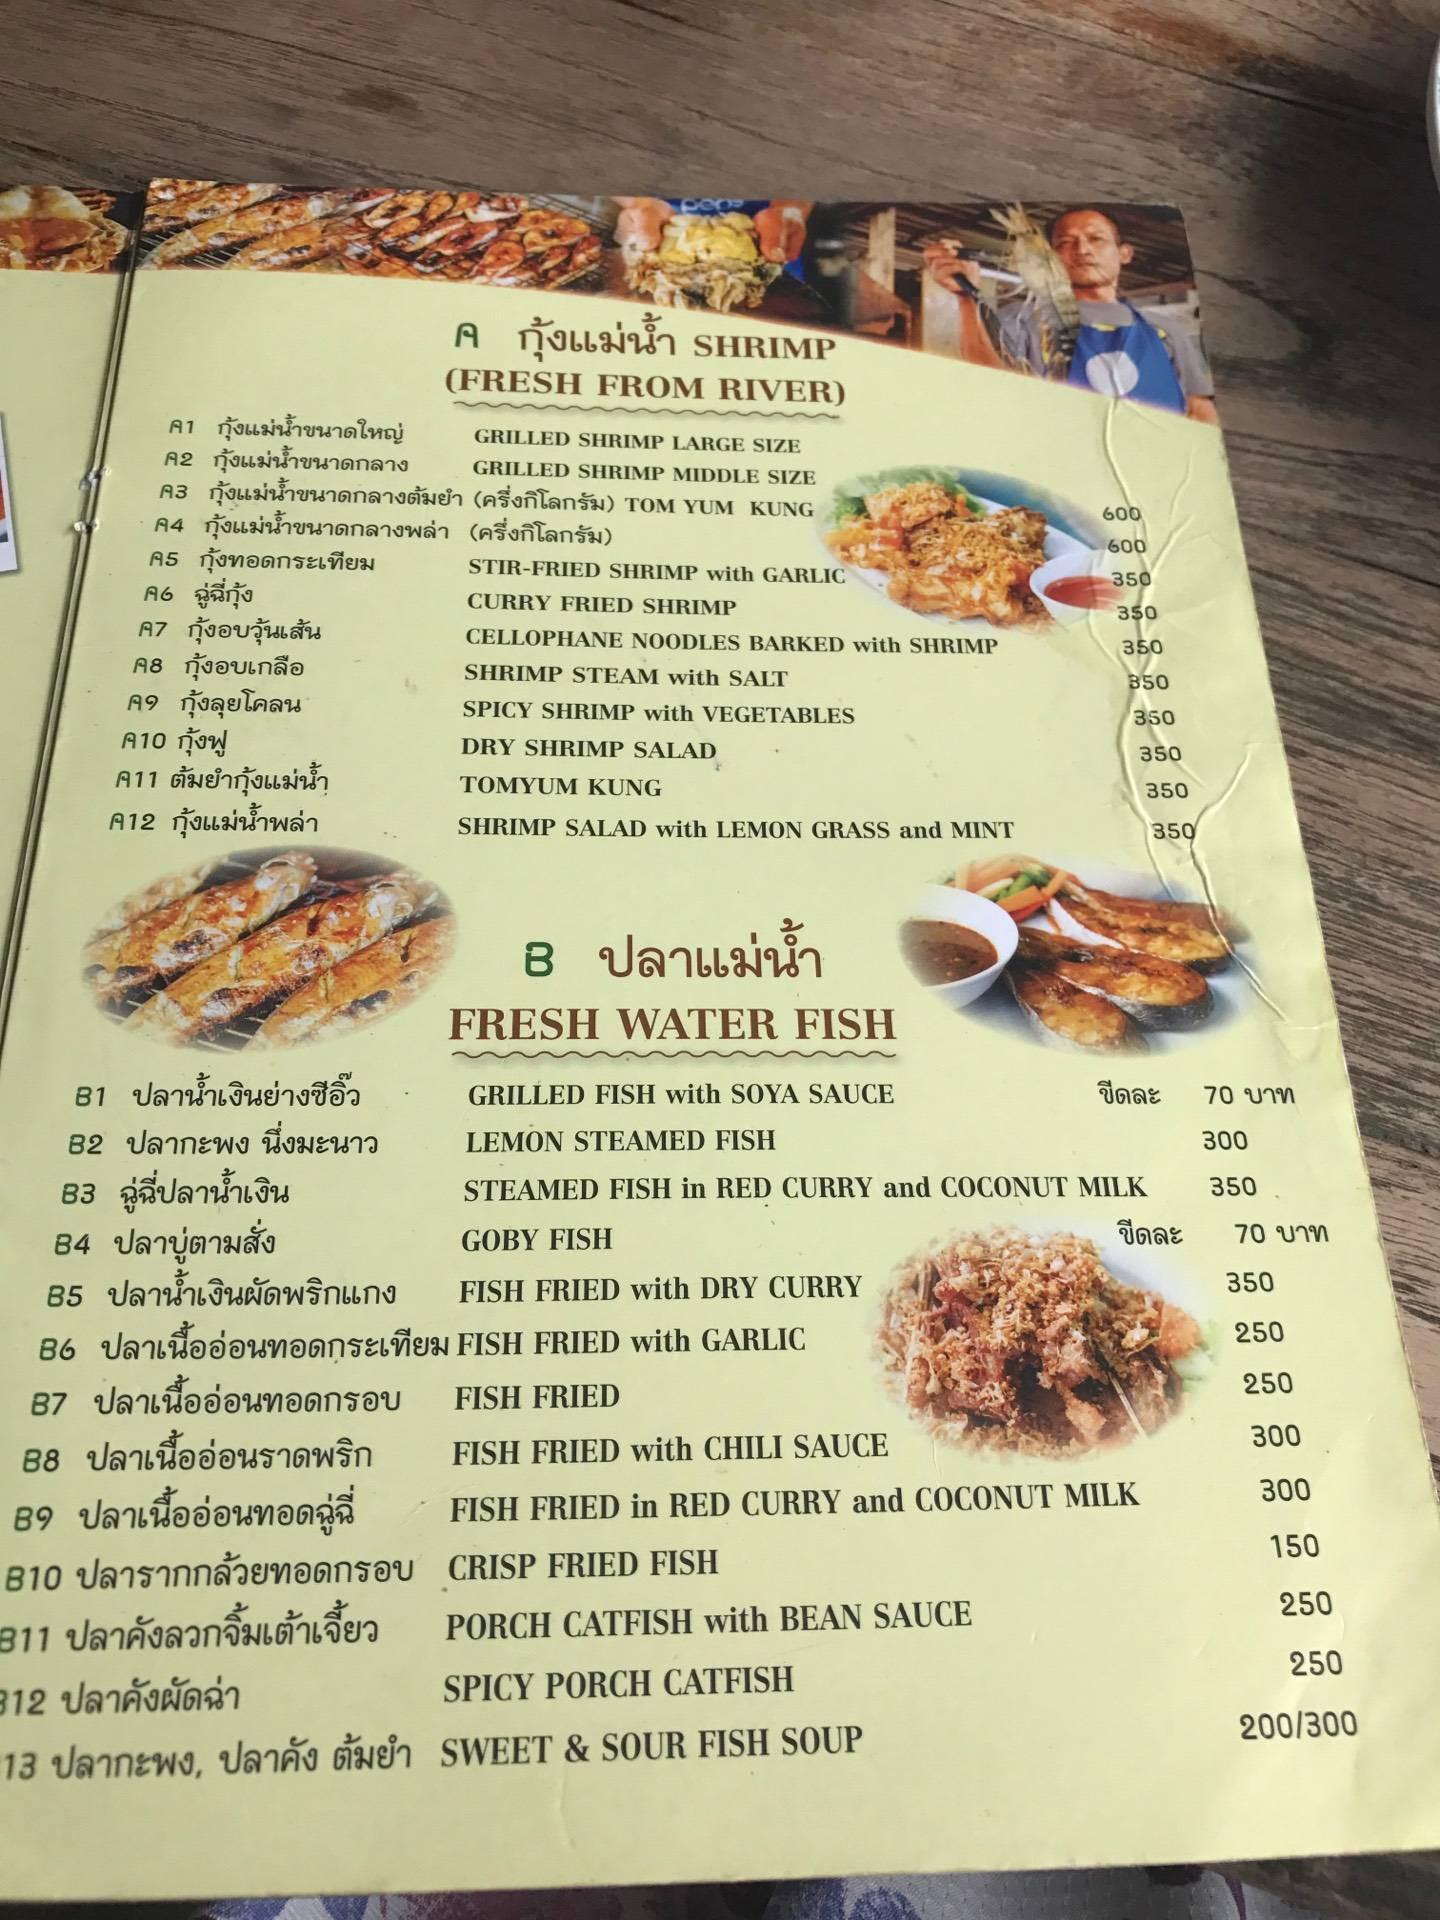 pepsi
A กุ้งแม่น้ำ SHRIMP
(FRESH FROM RIVER)
A1 กุ้งแม่น้ำขนาดใหญ่ GRILLED SHRIMP LARGE SIZE
A2 กุ้งแม่น้ำขนาดกลาง GRILLED SHRIMP MIDDLE SIZE
A3 กุ้งแม่น้ำขนาดกลางต้มยำ (ครึ่งกิโลกรัม) TOM YUM KUNG 600
A4 กุ้งแม่น้ำขนาดกลางพล่า (ครึ่งกิโลกรัม) 600
A5 กุ้งทอดกระเทียม STIR-FRIED SHRIMP with GARLIC 350
A6 ฉู่ฉี่กุ้ง CURRY FRIED SHRIMP 350
A7 กุ้งอบวุ้นเส้น CELLOPHANE NOODLES BARKED with SHRIMP 350
A8 กุ้งอบเกลือ SHRIMP STEAM with SALT 350
A9 กุ้งลุยโคลน SPICY SHRIMP with VEGETABLES 350
A10 กุ้งฟู DRY SHRIMP SALAD 350
A11 ต้มยำกุ้งแม่น้ำ TOMYUM KUNG 350
A12 กุ้งแม่น้ำพล่า SHRIMP SALAD with LEMON GRASS and MINT 350
B ปลาแม่น้ำ
FRESH WATER FISH
B1 ปลาน้ำเงินย่างซีอิ๊ว GRILLED FISH with SOYA SAUCE ขีดละ 70 บาท
B2 ปลากะพง นึ่งมะนาว LEMON STEAMED FISH 300
B3 ฉู่ฉี่ปลาน้ำเงิน STEAMED FISH in RED CURRY and COCONUT MILK 350
B4 ปลาบู่ตามสั่ง GOBY FISH ขีดละ 70 บาท
B5 ปลาน้ำเงินผัดพริกแกง FISH FRIED with DRY CURRY 350
B6 ปลาเนื้ออ่อนทอดกระเทียม FISH FRIED with GARLIC 250
B7 ปลาเนื้ออ่อนทอดกรอบ FISH FRIED 250
B8 ปลาเนื้ออ่อนราดพริก FISH FRIED with CHILI SAUCE 300
B9 ปลาเนื้ออ่อนทอดฉู่ฉี่ FISH FRIED in RED CURRY and COCONUT MILK 300
B10 ปลารากกล้วยทอดกรอบ CRISP FRIED FISH 150
B11 ปลาคังลวกจิ้มเต้าเจี้ยว PORCH CATFISH with BEAN SAUCE 250
B12 ปลาคังผัดฉ่า SPICY PORCH CATFISH 250
13 ปลากะพง, ปลาคัง ต้มยำ SWEET & SOUR FISH SOUP 200/300